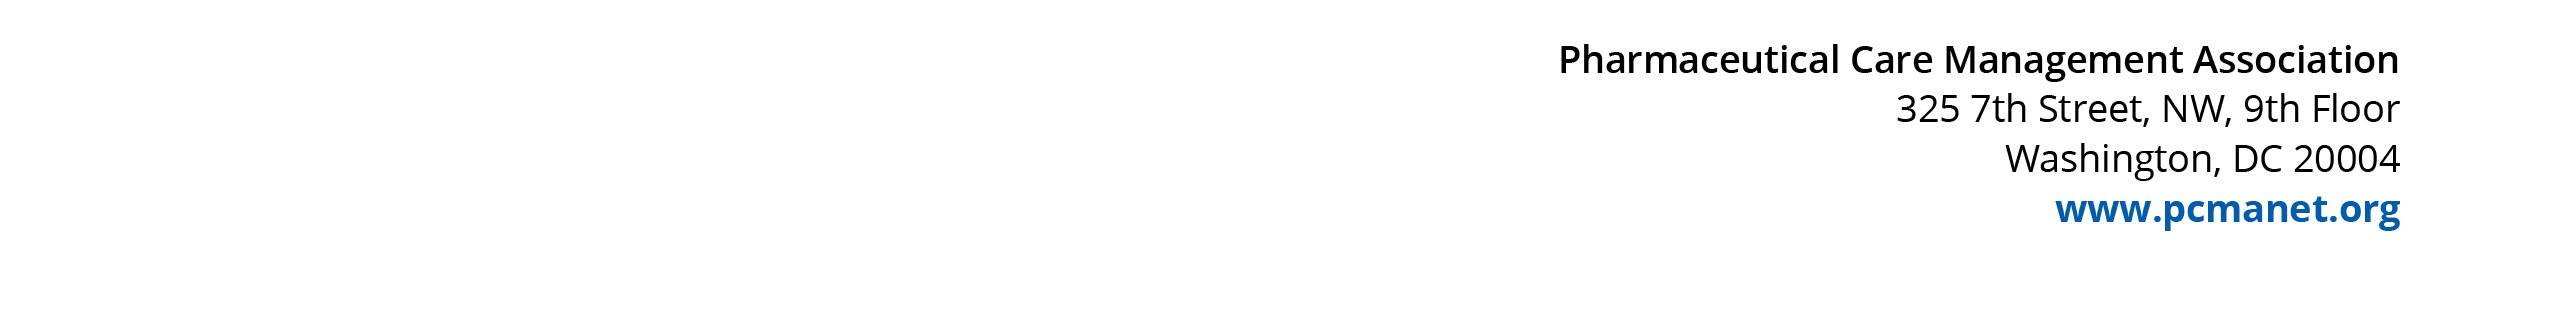 Pharmaceutical Care Management Association
325 7th Street, NW, 9th Floor
Washington, DC 20004
www.pcmanet.org